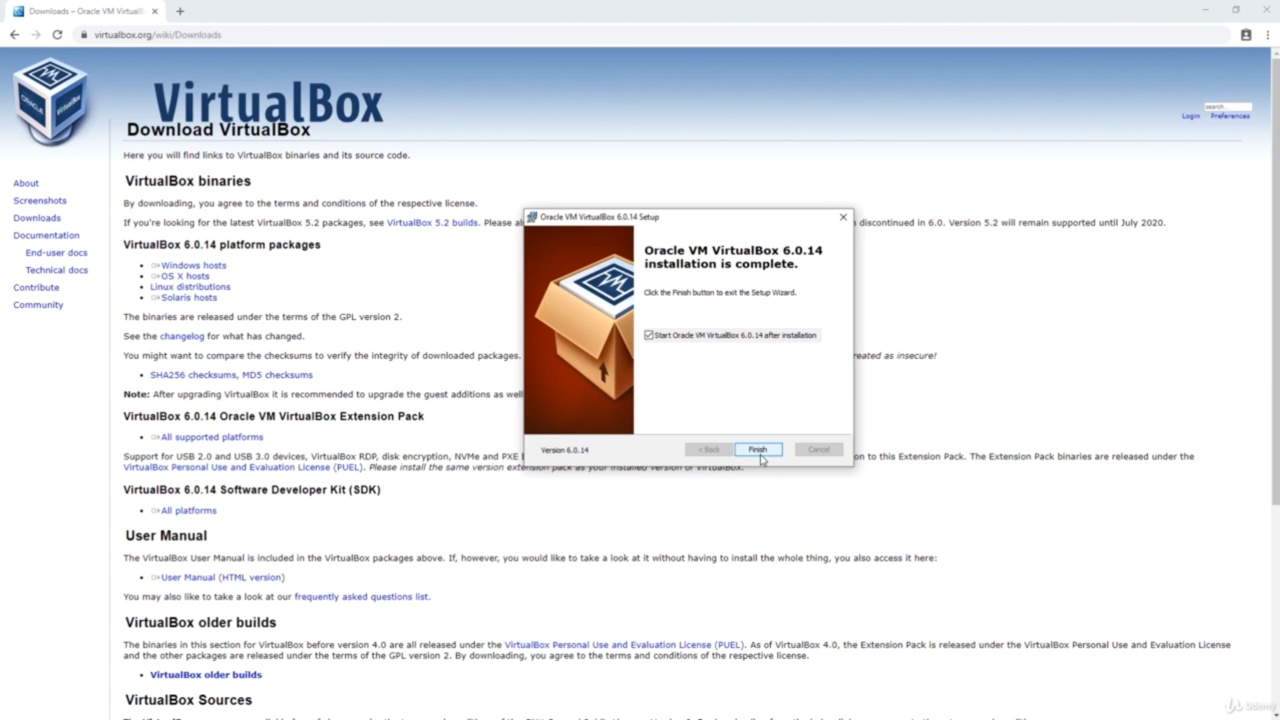 Downloads – Oracle VM VirtualB
virtualbox.org/wiki/Downloads
VirtualBox
search...
Login Preferences
Download VirtualBox
Here you will find links to VirtualBox binaries and its source code.
About
Screenshots
Downloads
Documentation
End-user docs
Technical docs
Contribute
Community
VirtualBox binaries
By downloading, you agree to the terms and conditions of the respective license.
If you're looking for the latest VirtualBox 5.2 packages, see VirtualBox 5.2 builds. Please al
discontinued in 6.0. Version 5.2 will remain supported until July 2020.
VirtualBox 6.0.14 platform packages
Windows hosts
OS X hosts
Linux distributions
Solaris hosts
The binaries are released under the terms of the GPL version 2.
See the changelog for what has changed.
You might want to compare the checksums to verify the integrity of downloaded packages.
reated as insecure!
SHA256 checksums, MD5 checksums
Note: After upgrading VirtualBox it is recommended to upgrade the guest additions as well
VirtualBox 6.0.14 Oracle VM VirtualBox Extension Pack
All supported platforms
Support for USB 2.0 and USB 3.0 devices, VirtualBox RDP, disk encryption, NVMe and PXE
on to this Extension Pack. The Extension Pack binaries are released under the
VirtualBox Personal Use and Evaluation License (PUEL). Please install the same version extension pack as your installed version of VirtualBox.
VirtualBox 6.0.14 Software Developer Kit (SDK)
All platforms
User Manual
The VirtualBox User Manual is included in the VirtualBox packages above. If, however, you would like to take a look at it without having to install the whole thing, you also access it here:
User Manual (HTML version)
You may also like to take a look at our frequently asked questions list.
VirtualBox older builds
The binaries in this section for VirtualBox before version 4.0 are all released under the VirtualBox Personal Use and Evaluation License (PUEL). As of VirtualBox 4.0, the Extension Pack is released under the VirtualBox Personal Use and Evaluation License
and the other packages are released under the terms of the GPL version 2. By downloading, you agree to the terms and conditions of the respective license.
VirtualBox older builds
VirtualBox Sources
Oracle VM VirtualBox 6.0.14 Setup
Oracle VM VirtualBox 6.0.14
installation is complete.
Click the Finish button to exit the Setup Wizard.
Start Oracle VM VirtualBox 6.0.14 after installation
Version 6.0.14
< Back Finish Cancel
ORACLE
VirtualBox
Udemy